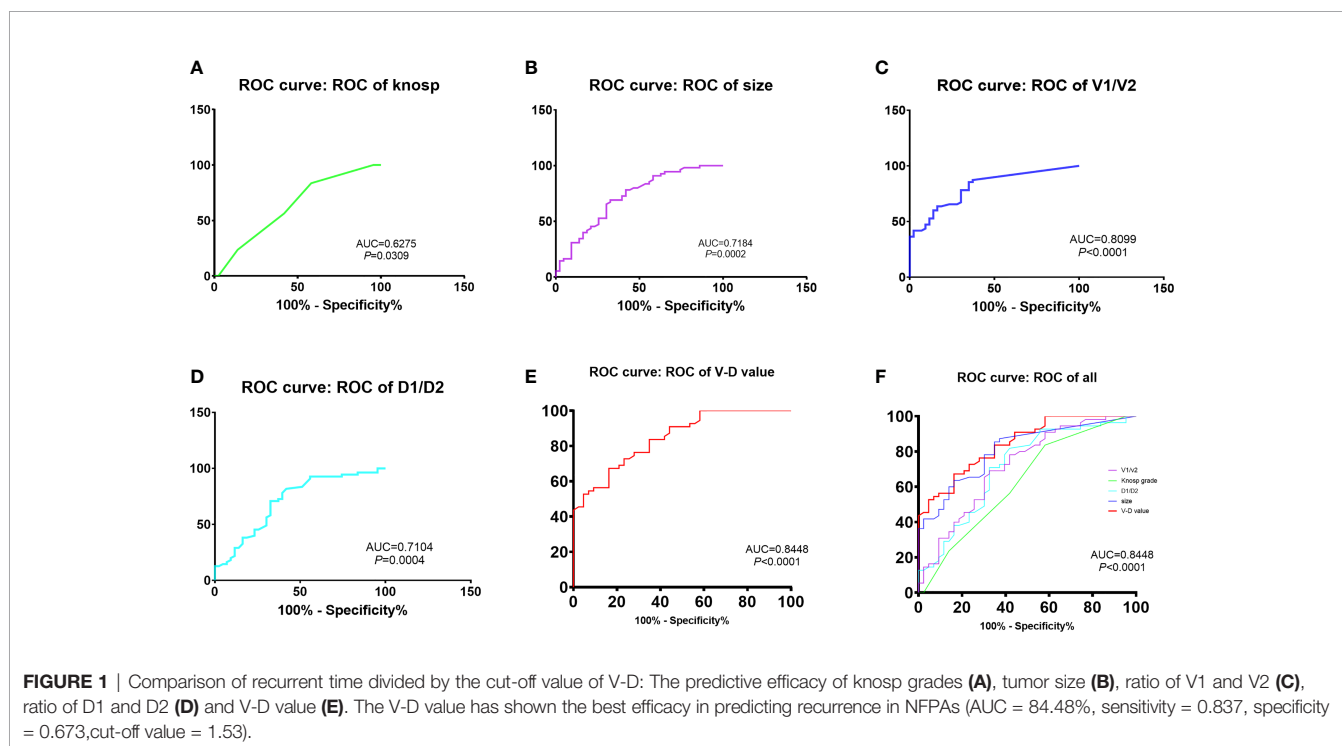 A
ROC curve: ROC of knosp
150
100
50
0
0
50
100
150
AUC=0.6275
P=0.0309
100% - Specificity%
B
ROC curve: ROC of size
150
100
50
0
0
50
100
150
AUC=0.7184
P=0.0002
100% - Specificity%
C
ROC curve: ROC of V1/V2
150
100
50
0
0
50
100
150
AUC=0.8099
P<0.0001
100% - Specificity%
D
ROC curve: ROC of D1/D2
150
100
50
0
0
50
100
150
AUC=0.7104
P=0.0004
100% - Specificity%
E
ROC curve: ROC of V-D value
100
80
60
40
20
0
0
20
40
60
80
100
AUC=0.8448
P<0.0001
100% - Specificity%
F
ROC curve: ROC of all
100
80
60
40
20
0
0
20
40
60
80
100
V1/v2
Knosp grade
D1/D2
size
V-D value
AUC=0.8448
P<0.0001
100% - Specificity%
FIGURE 1 | Comparison of recurrent time divided by the cut-off value of V-D: The predictive efficacy of knosp grades (A), tumor size (B), ratio of V1 and V2 (C),
ratio of D1 and D2 (D) and V-D value (E). The V-D value has shown the best efficacy in predicting recurrence in NFPAs (AUC = 84.48%, sensitivity = 0.837, specificity
= 0.673,cut-off value = 1.53).